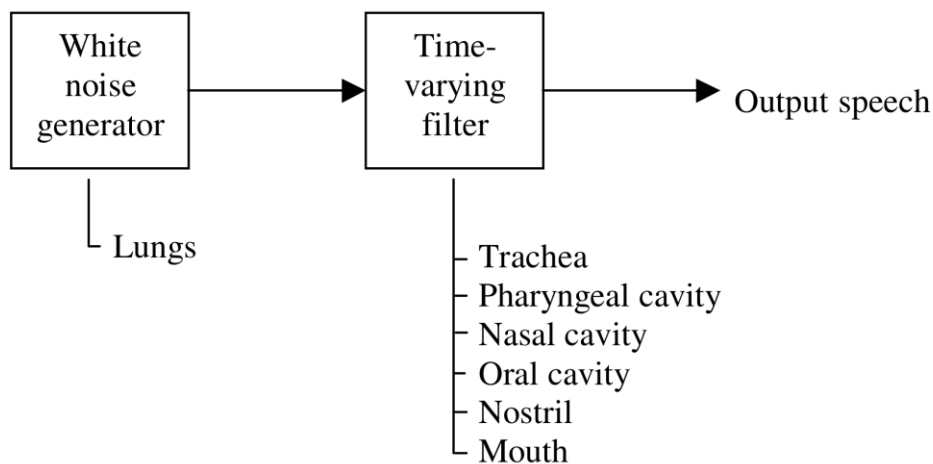 White
noise
generator
Time-
varying
filter
Output speech
Lungs
Trachea
Pharyngeal cavity
Nasal cavity
Oral cavity
Nostril
Mouth